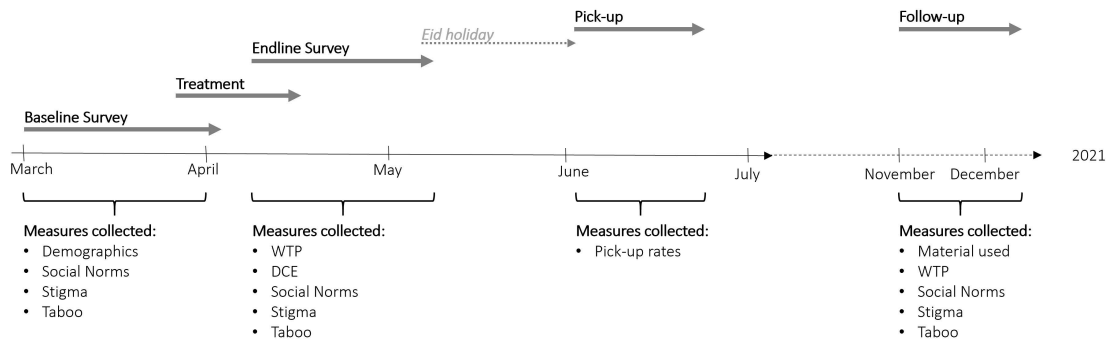 Pick-up
Follow-up
Eid holiday
Endline Survey
Treatment
Baseline Survey
March
April
May
June
July
November
December
2021
Measures collected:
• Demographics
• Social Norms
• Stigma
• Taboo
Measures collected:
• WTP
• DCE
• Social Norms
• Stigma
• Taboo
Measures collected:
• Pick-up rates
Measures collected:
• Material used
• WTP
• Social Norms
• Stigma
• Taboo